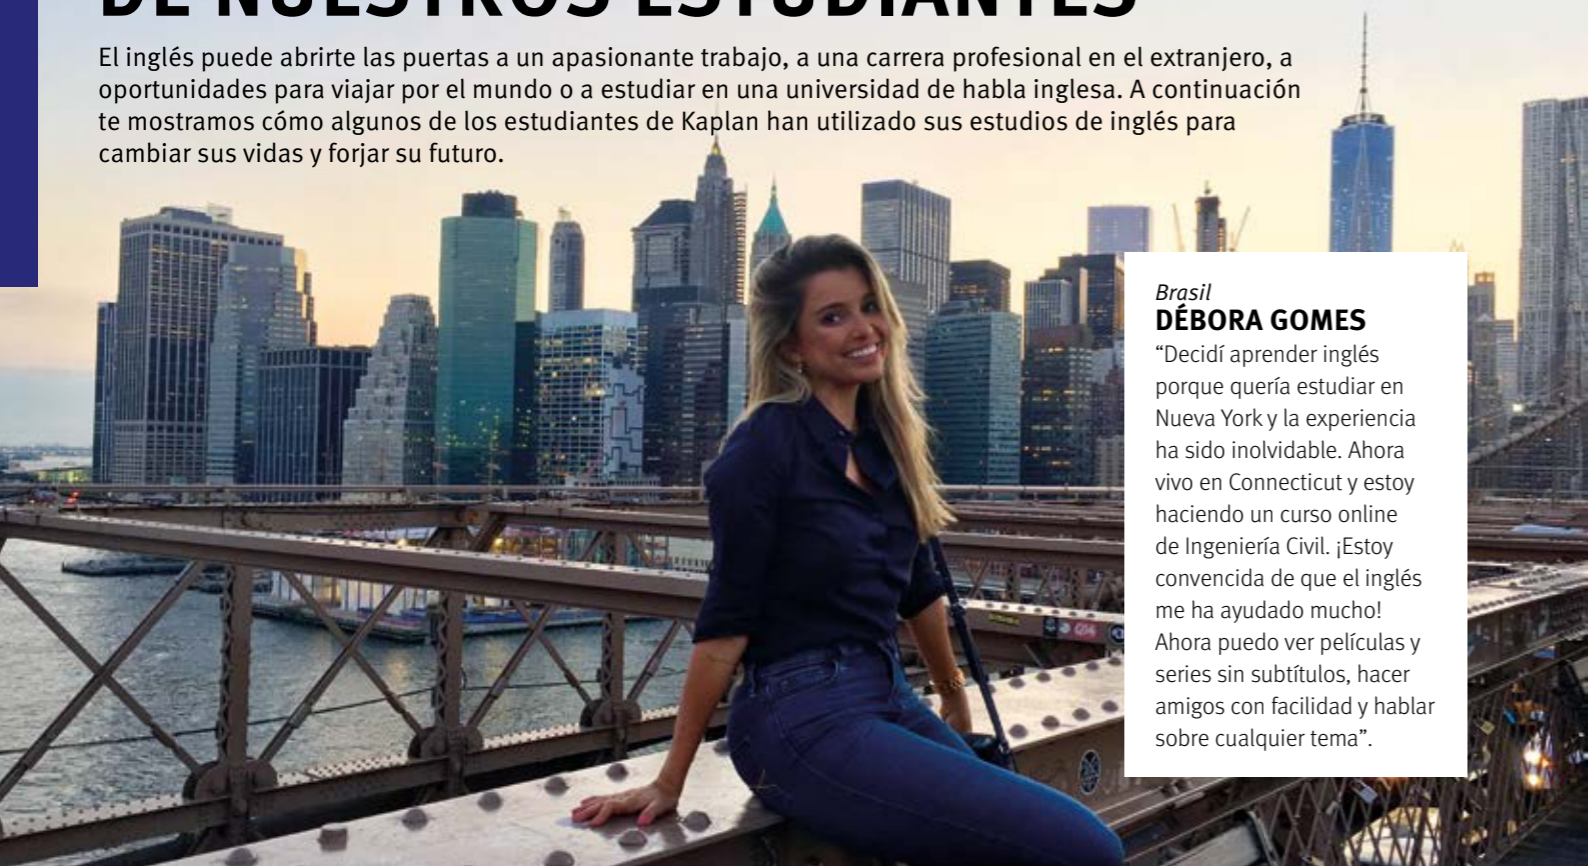 DE NUESTROS ESTUDIANTES
El inglés puede abrirte las puertas a un apasionante trabajo, a una carrera profesional en el extranjero, a
oportunidades para viajar por el mundo o a estudiar en una universidad de habla inglesa. A continuación
te mostramos cómo algunos de los estudiantes de Kaplan han utilizado sus estudios de inglés para
cambiar sus vidas y forjar su futuro.
Brasil
DÉBORA GOMES
“Decidí aprender inglés
porque quería estudiar en
Nueva York y la experiencia
ha sido inolvidable. Ahora
vivo en Connecticut y estoy
haciendo un curso online
de Ingeniería Civil. ¡Estoy
convencida de que el inglés
me ha ayudado mucho!
Ahora puedo ver películas y
series sin subtítulos, hacer
amigos con facilidad y hablar
sobre cualquier tema”.